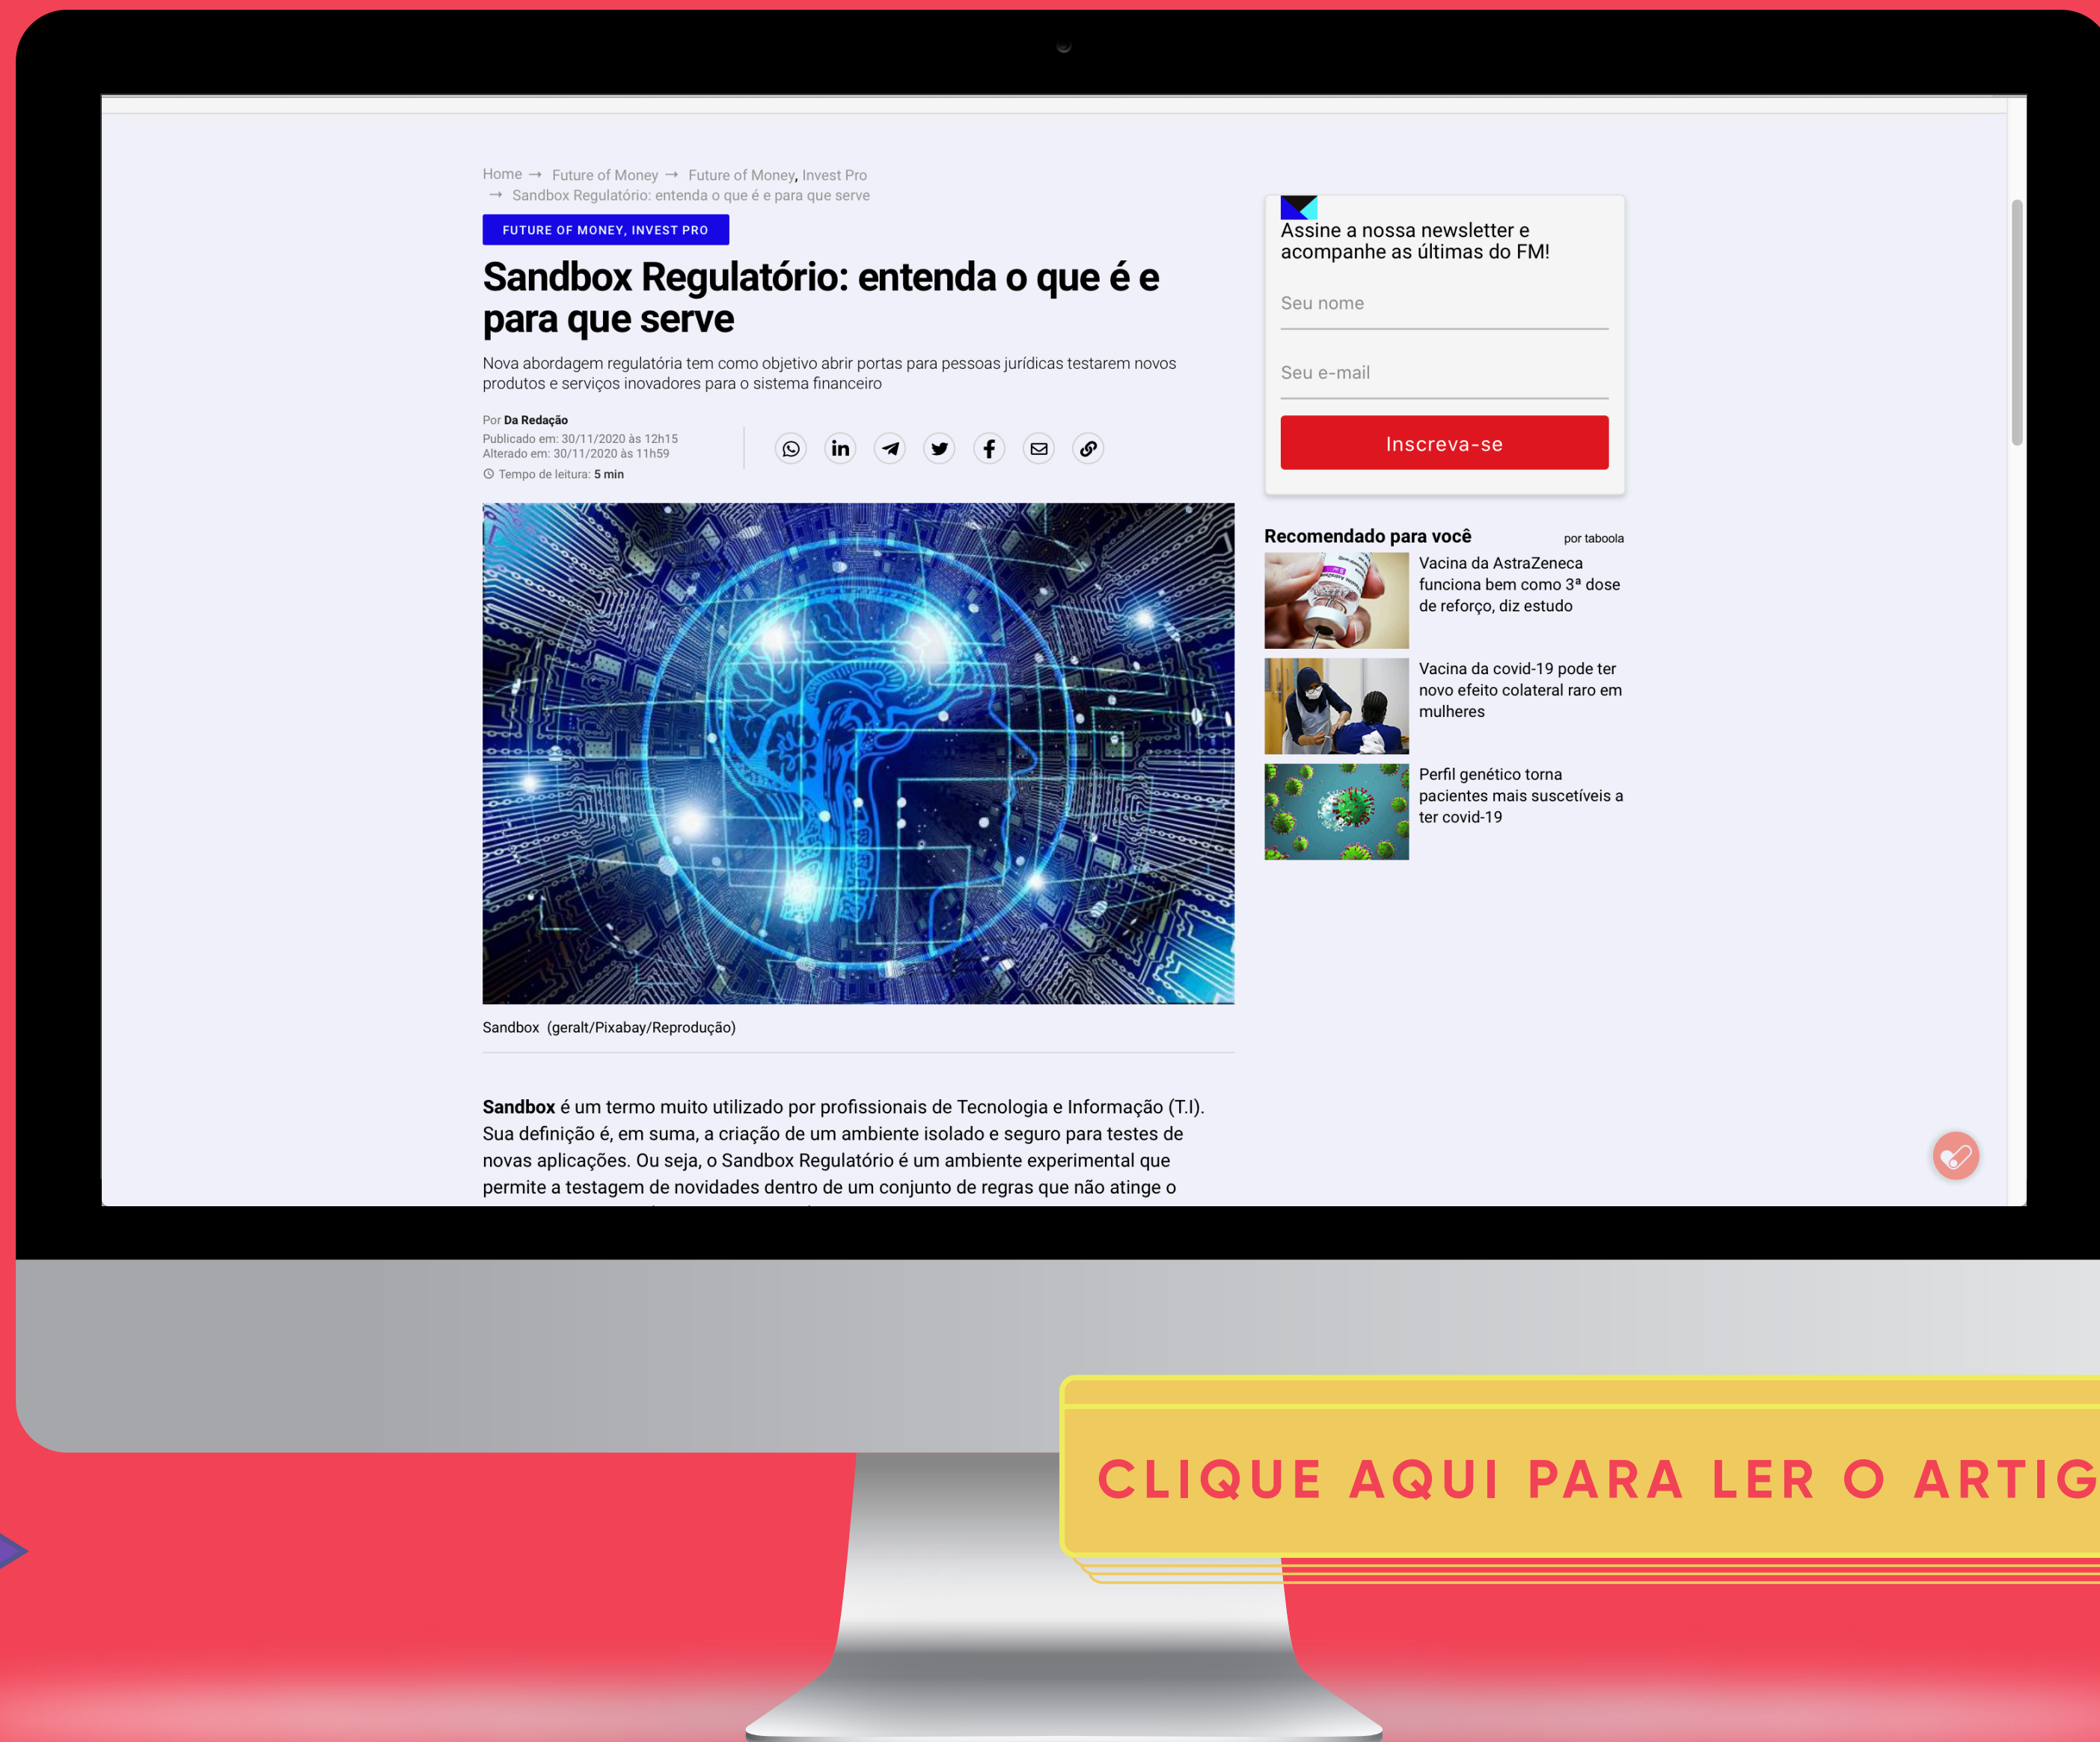 Home → Future of Money → Future of Money, Invest Pro
→ Sandbox Regulatório: entenda o que é e para que serve
FUTURE OF MONEY, INVEST PRO
Sandbox Regulatório: entenda o que é e
para que serve
Nova abordagem regulatória tem como objetivo abrir portas para pessoas jurídicas testarem novos
produtos e serviços inovadores para o sistema financeiro
Por Da Redação
Publicado em: 30/11/2020 às 12h15
Alterado em: 30/11/2020 às 11h59
Tempo de leitura: 5 min
Sandbox (geralt/Pixabay/Reprodução)
Sandbox é um termo muito utilizado por profissionais de Tecnologia e Informação (T.I).
Sua definição é, em suma, a criação de um ambiente isolado e seguro para testes de
novas aplicações. Ou seja, o Sandbox Regulatório é um ambiente experimental que
permite a testagem de novidades dentro de um conjunto de regras que não atinge o
Assine a nossa newsletter e
acompanhe as últimas do FM!
Seu nome
Seu e-mail
Inscreva-se
Recomendado para você
por taboola
Vacina da AstraZeneca
funciona bem como 3ª dose
de reforço, diz estudo
Vacina da covid-19 pode ter
novo efeito colateral raro em
mulheres
Perfil genético torna
pacientes mais suscetíveis a
ter covid-19
CLIQUE AQUI PARA LER O ARTIG